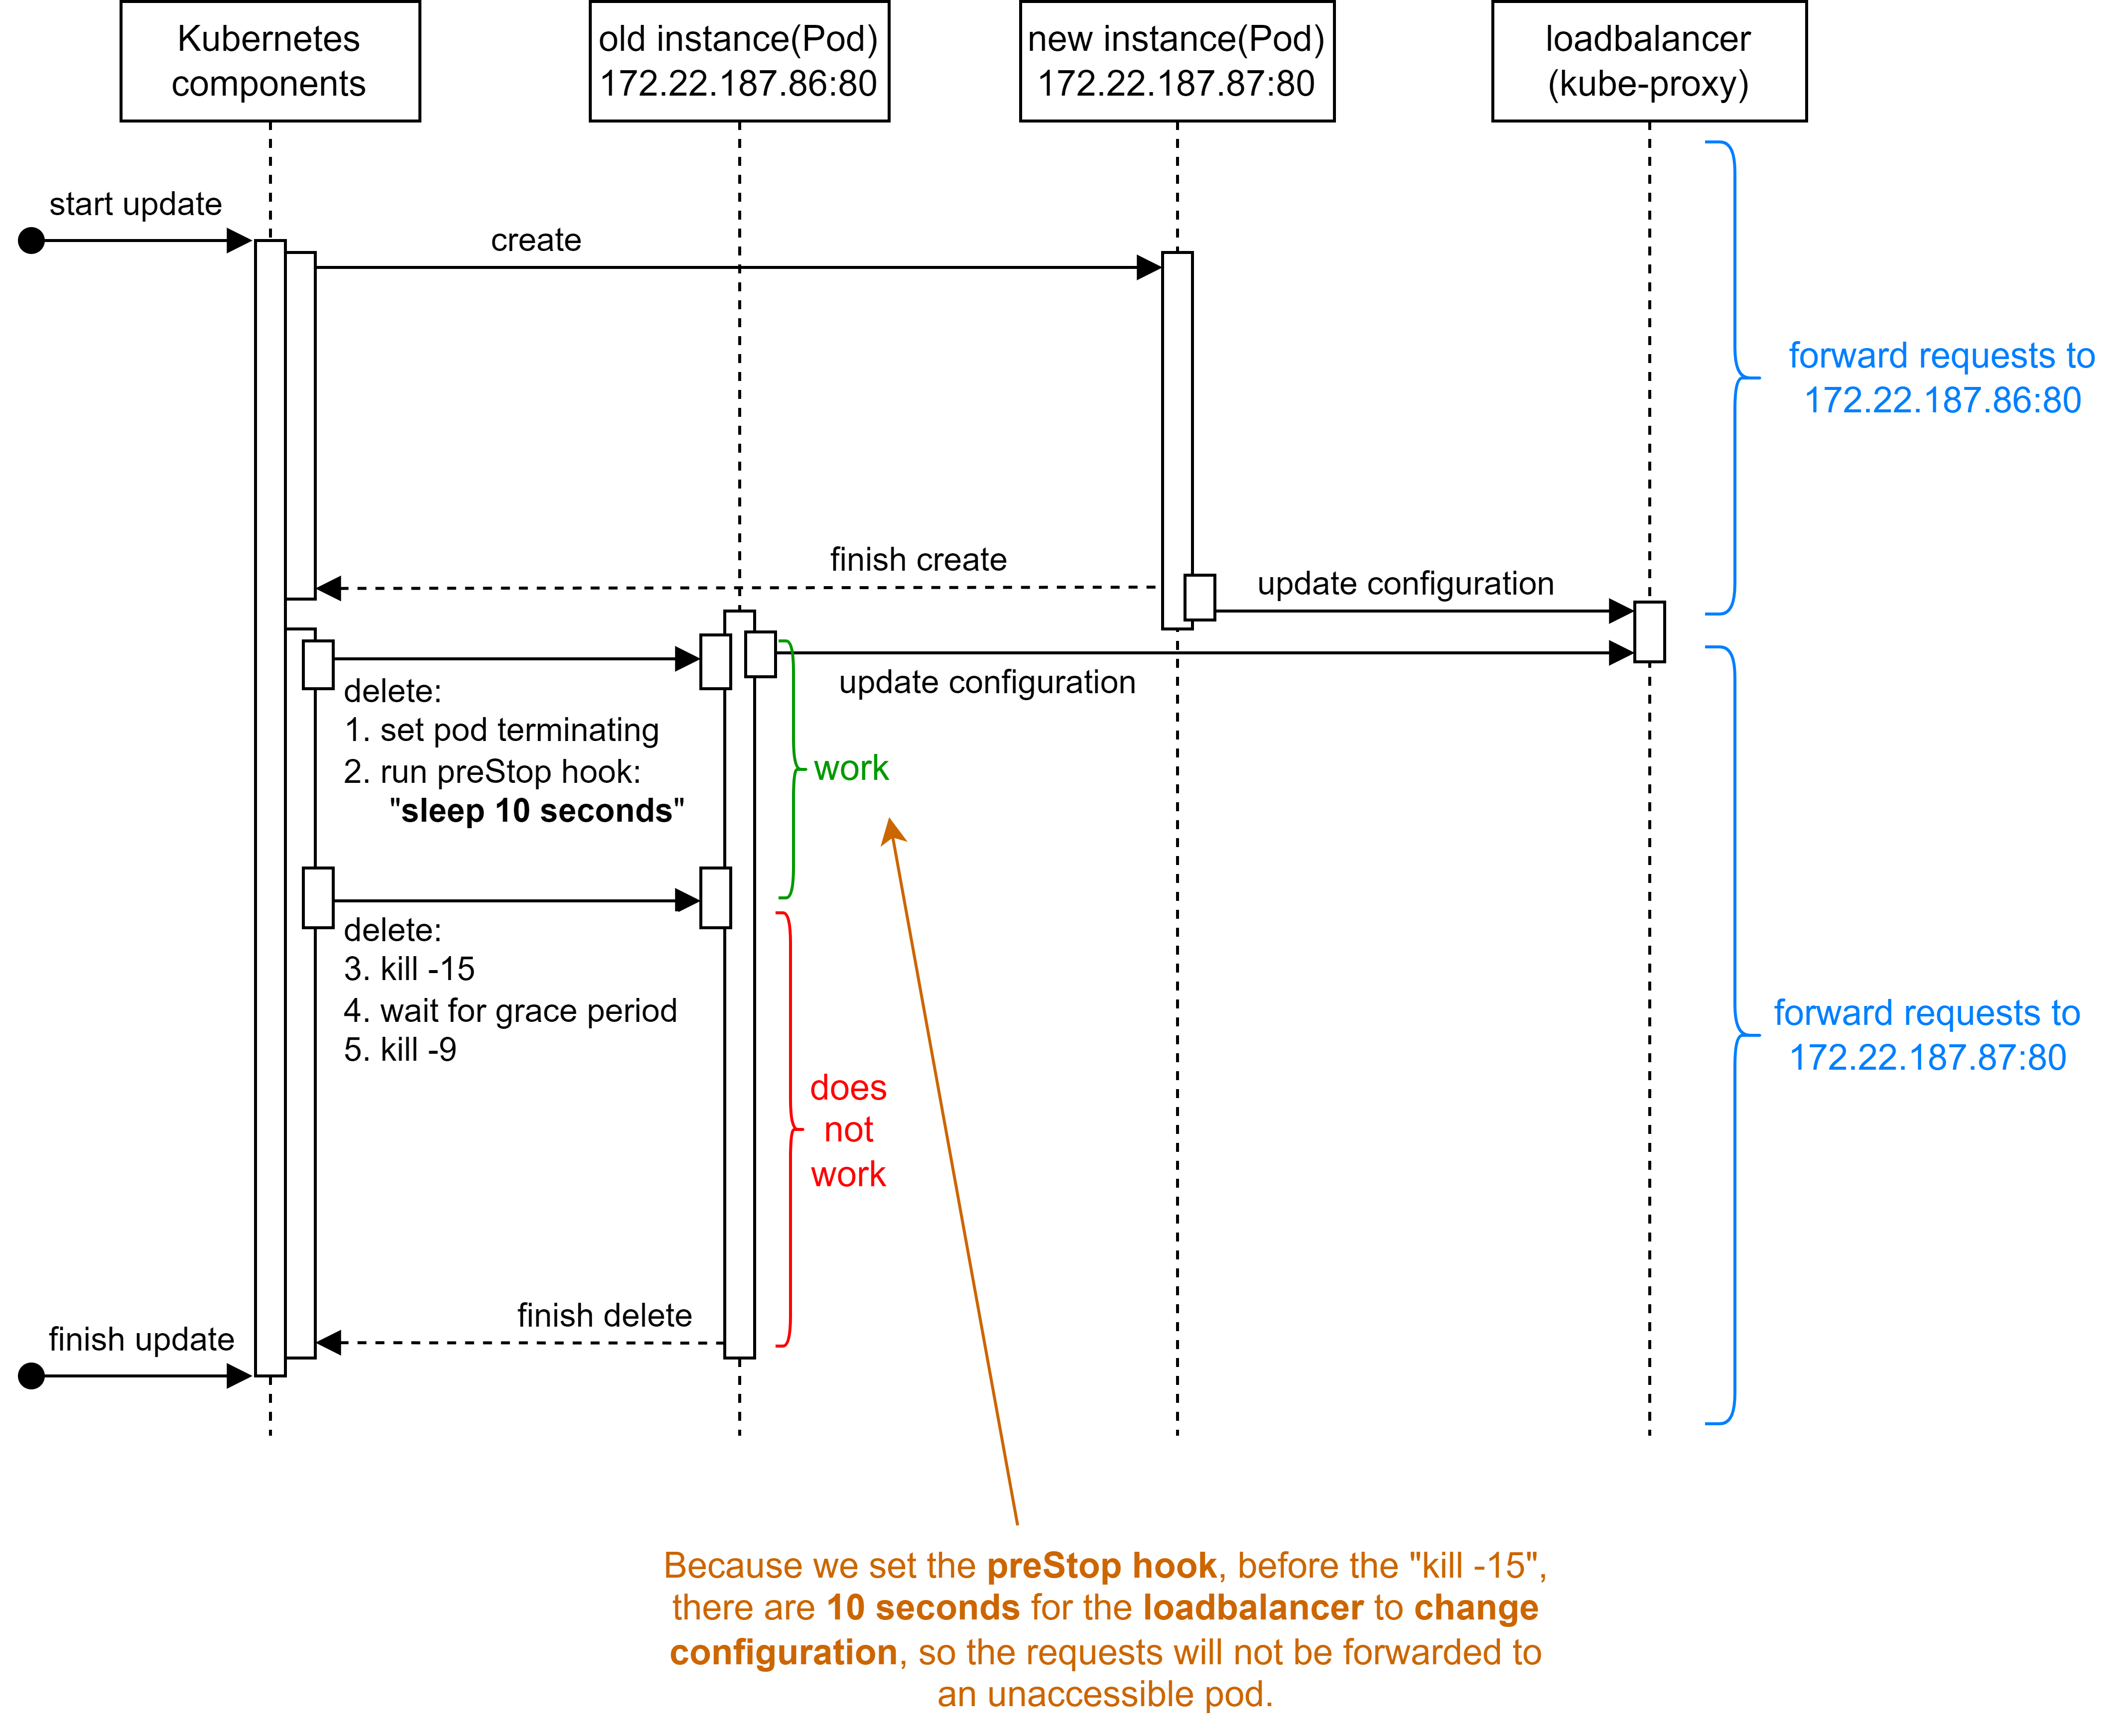 Kubernetes
components
old instance(Pod)
172.22.187.86:80
new instance(Pod)
172.22.187.87:80
loadbalancer
(kube-proxy)
start update
create
forward requests to
172.22.187.86:80
finish create
update configuration
update configuration
delete:
1. set pod terminating
2. run preStop hook:
"sleep 10 seconds"
work
delete:
3. kill -15
4. wait for grace period
5. kill -9
does
not
work
forward requests to
172.22.187.87:80
finish delete
finish update
Because we set the preStop hook, before the "kill -15",
there are 10 seconds for the loadbalancer to change
configuration, so the requests will not be forwarded to
an unaccessible pod.